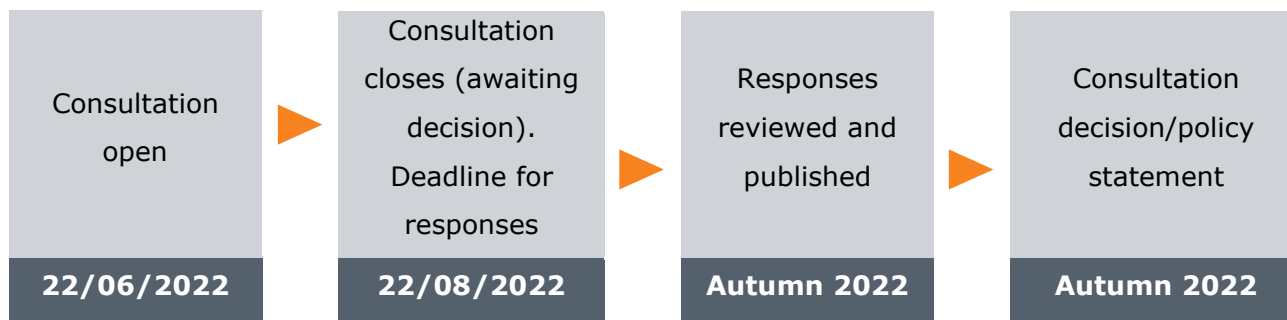 Consultation
open
22/06/2022
Consultation
closes (awaiting
decision).
Deadline for
responses
22/08/2022
Responses
reviewed and
published
Autumn 2022
Consultation
decision/policy
statement
Autumn 2022